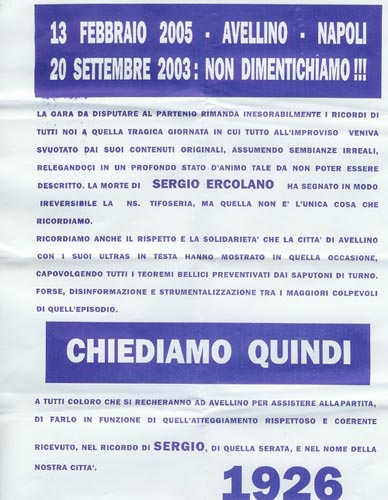 13 FEBBRAIO 2005 - AVELLINO - NAPOLI
20 SETTEMBRE 2003: NON DIMENTICHIAMO !!!
LA GARA DA DISPUTARE AL PARTENIO RIMANDA INESORABILMENTE I RICORDI DI
TUTTI NOI A QUELLA TRAGICA GIORNATA IN CUI TUTTO ALL'IMPROVISO VENIVA
SVUOTATO DAI SUOI CONTENUTI ORIGINALI, ASSUMENDO SEMBIANZE IRREALI,
RELEGANDOCI IN UN PROFONDO STATO D'ANIMO TALE DA NON POTER ESSERE
DESCRITTO. LA MORTE DI SERGIO ERCOLANO HA SEGNATO IN MODO
IREVERSIBILE LA NS. TIFOSERIA, MA QUELLA NON E' L'UNICA COSA CHE
RICORDIAMO.
RICORDIAMO ANCHE IL RISPETTO E LA SOLIDARIETA' CHE LA CITTA' DI AVELLINO
CON I SUOI ULTRAS IN TESTA HANNO MOSTRATO IN QUELLA OCCASIONE,
CAPOVOLGENDO TUTTI I TEOREMI BELLICI PREVENTIVATI DAI SAPUTONI DI TURNO.
FORSE, DISINFORMAZIONE E STRUMENTALIZZAZIONE TRA I MAGGIORI COLPEVOLI
DI QUELL'EPISODIO.
CHIEDIAMO QUINDI
A TUTTI COLORO CHE SI RECHERANNO AD AVELLINO PER ASSISTERE ALLA PARTITA,
DI FARLO IN FUNZIONE DI QUELL'ATTEGGIAMENTO RISPETTOSO E COERENTE
RICEVUTO, NEL RICORDO DI SERGIO, DI QUELLA SERATA, E NEL NOME DELLA
NOSTRA CITTA'.
1926